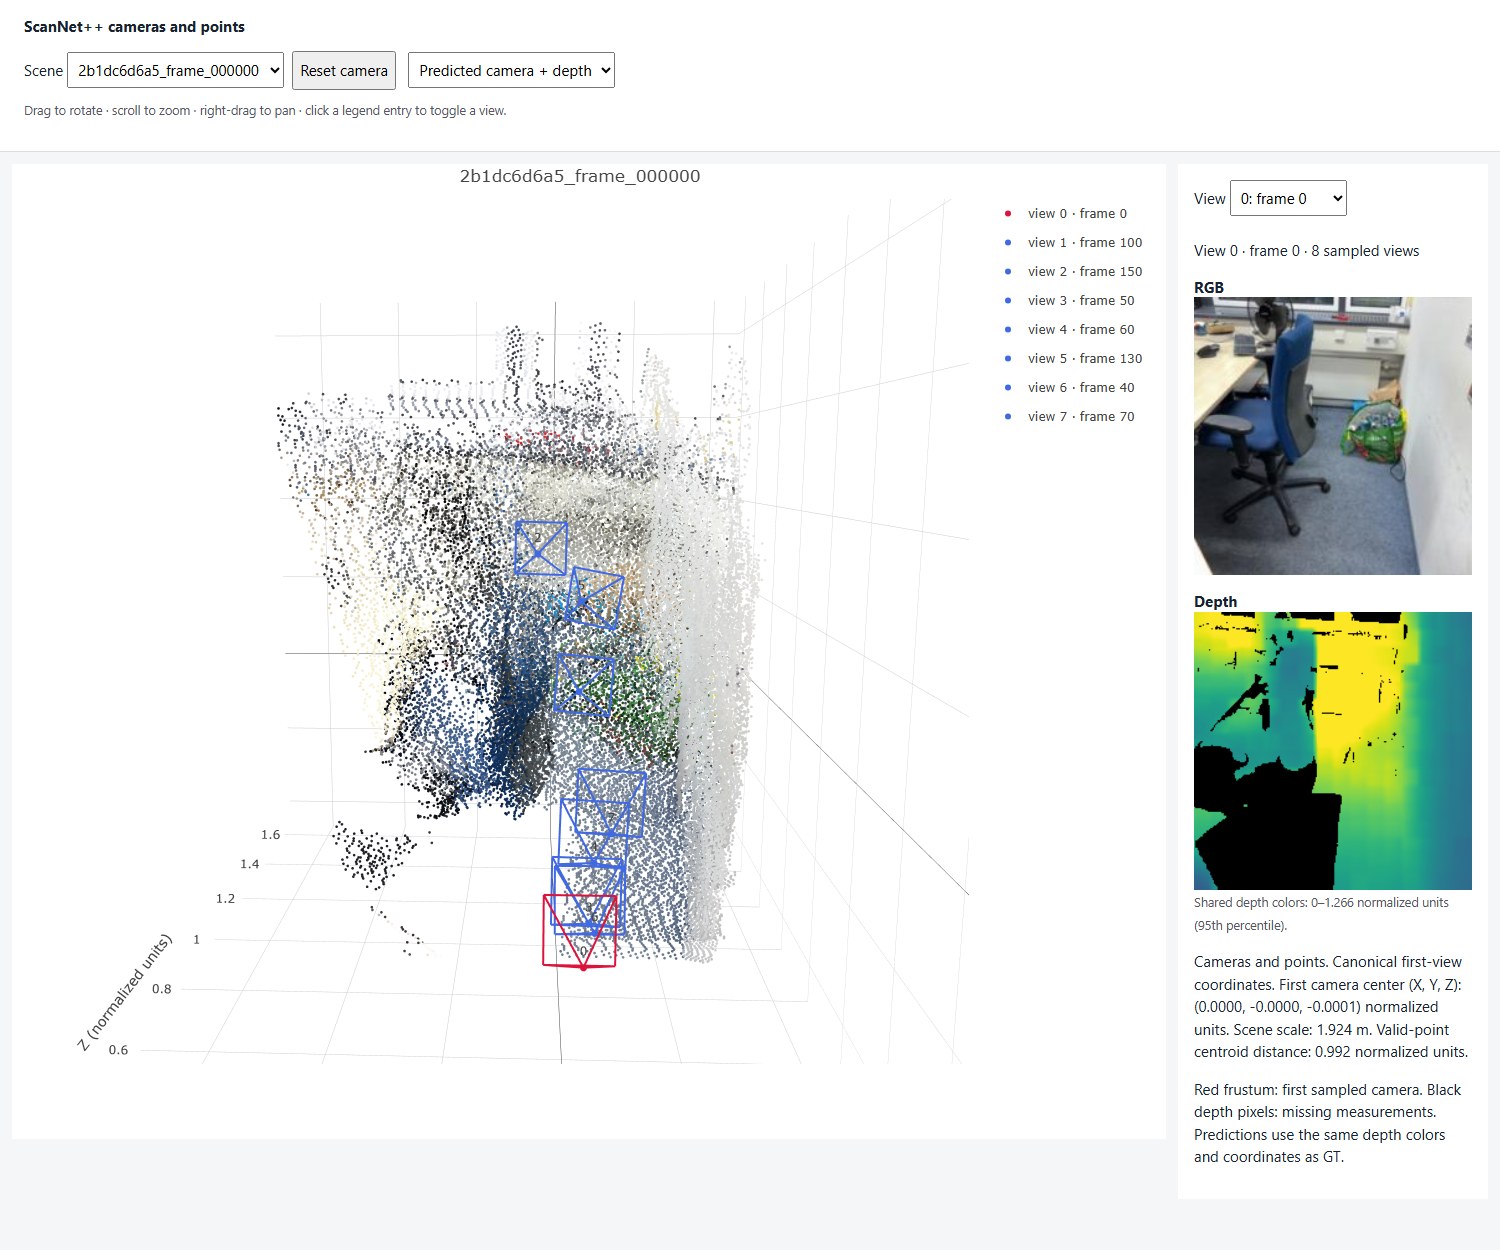 ScanNet++ cameras and points
Scene 2b1dc6d6a5_frame_000000 Reset camera Predicted camera + depth
Drag to rotate · scroll to zoom · right-drag to pan · click a legend entry to toggle a view.
2b1dc6d6a5_frame_000000
view 0 · frame 0
view 1 · frame 100
view 2 · frame 150
view 3 · frame 50
view 4 · frame 60
view 5 · frame 130
view 6 · frame 40
view 7 · frame 70
1.6
1.4
1.2
1
0.8
0.6
Z (normalized units)
View 0: frame 0
View 0 · frame 0 · 8 sampled views
RGB
Depth
Shared depth colors: 0–1.266 normalized units
(95th percentile).
Cameras and points. Canonical first-view
coordinates. First camera center (X, Y, Z):
(0.0000, -0.0000, -0.0001) normalized
units. Scene scale: 1.924 m. Valid-point
centroid distance: 0.992 normalized units.
Red frustum: first sampled camera. Black
depth pixels: missing measurements.
Predictions use the same depth colors
and coordinates as GT.